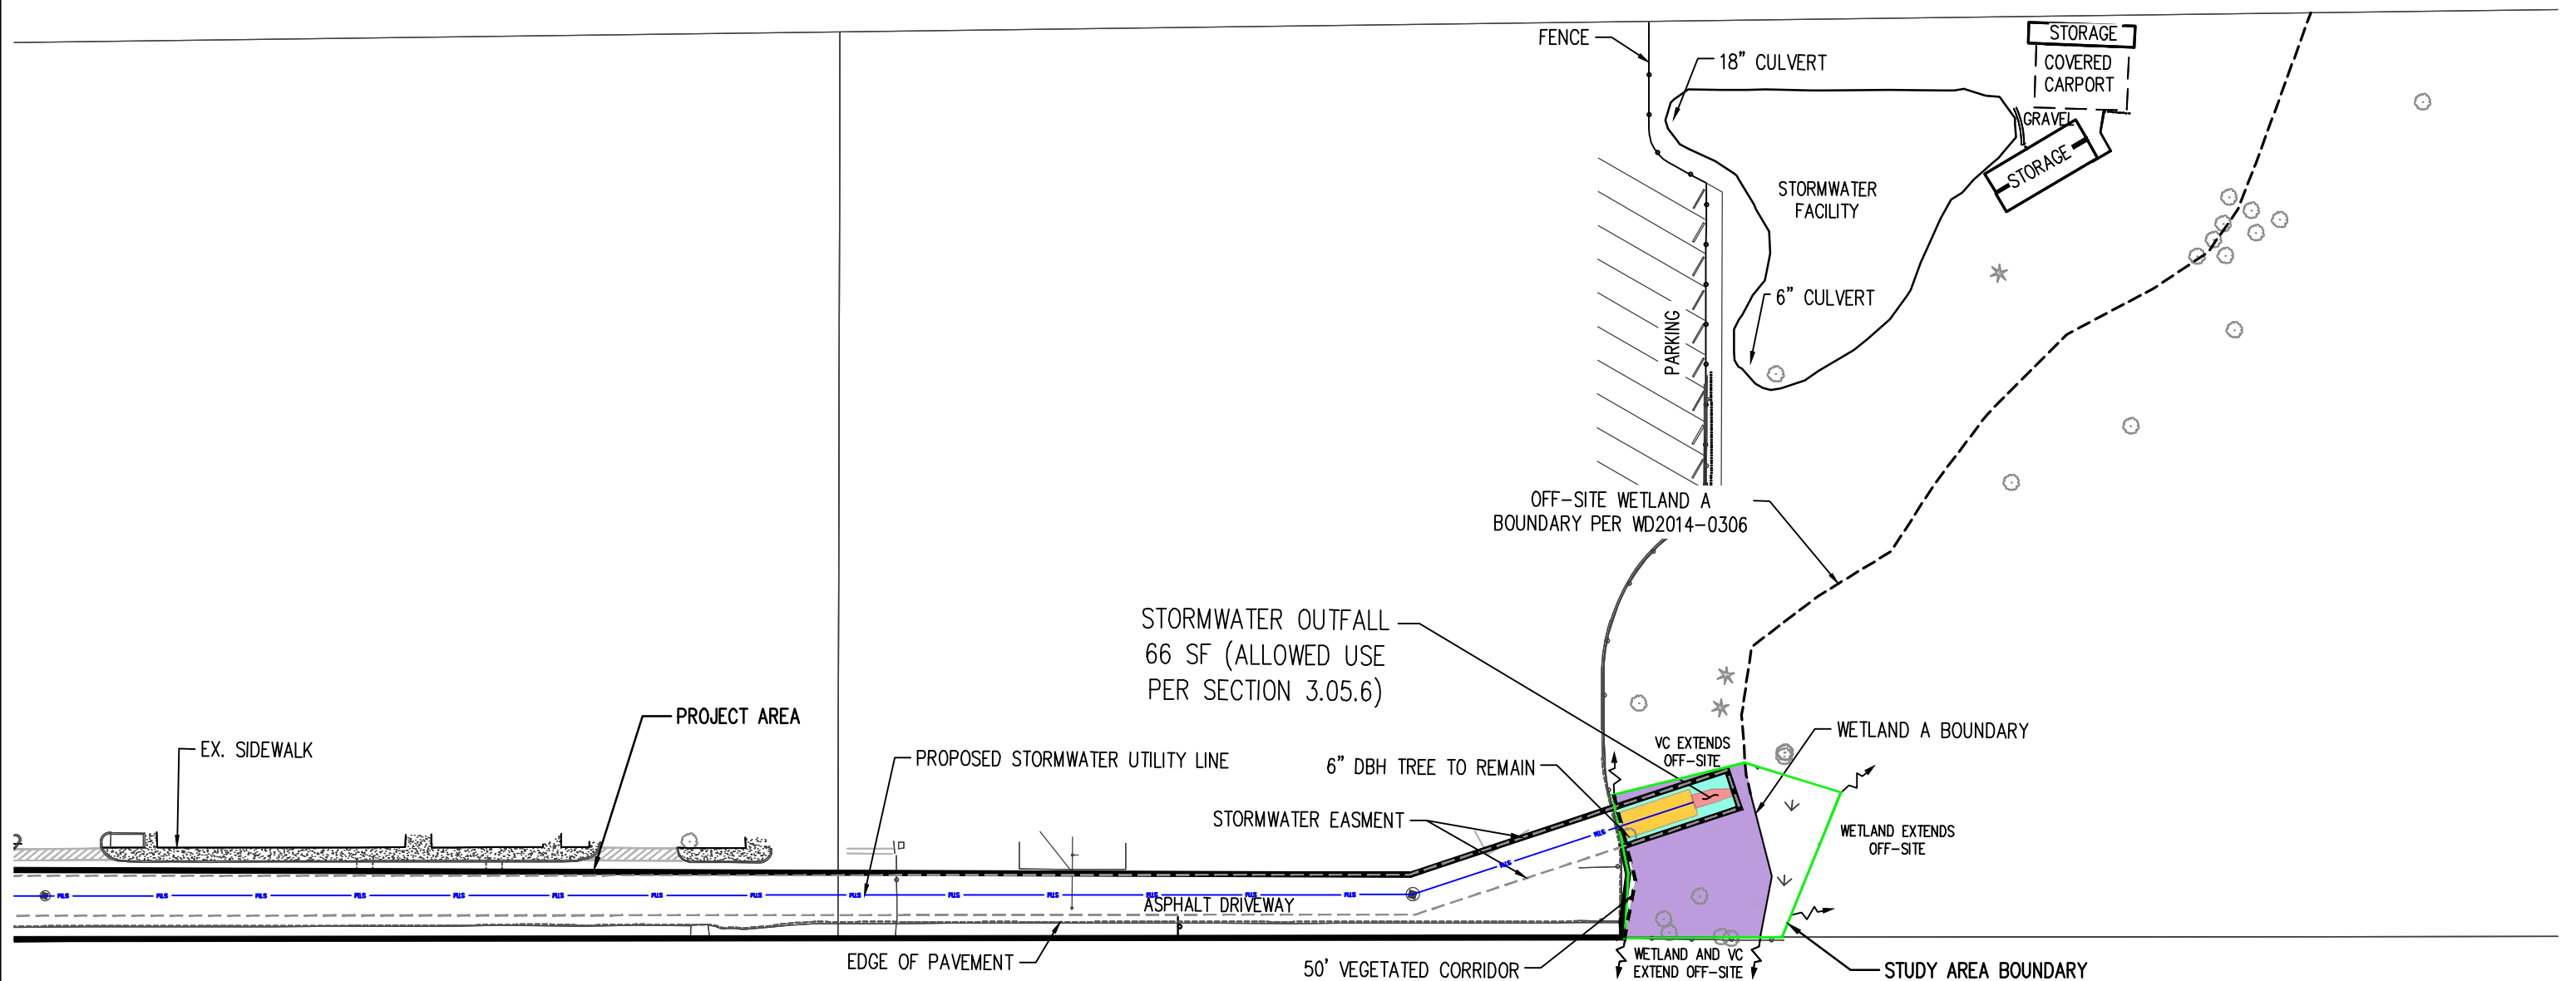 FENCE
18" CULVERT
STORAGE
COVERED
CARPORT
GRAVEL
STORAGE
STORMWATER
FACILITY
6" CULVERT
PARKING
OFF-SITE WETLAND A
BOUNDARY PER WD2014-0306
STORMWATER OUTFALL
66 SF (ALLOWED USE
PER SECTION 3.05.6)
PROJECT AREA
EX. SIDEWALK
PROPOSED STORMWATER UTILITY LINE
6" DBH TREE TO REMAIN
VC EXTENDS
OFF-SITE
WETLAND A BOUNDARY
STORMWATER EASMENT
WETLAND EXTENDS
OFF-SITE
ASPHALT DRIVEWAY
EDGE OF PAVEMENT
50' VEGETATED CORRIDOR
WETLAND AND VC
EXTEND OFF-SITE
STUDY AREA BOUNDARY